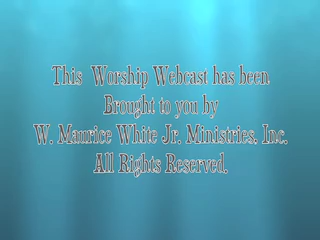 This Worship Webcast has been
Brought to you by
W. Maurice White Jr. Ministries, Inc.
All Rights Reserved.